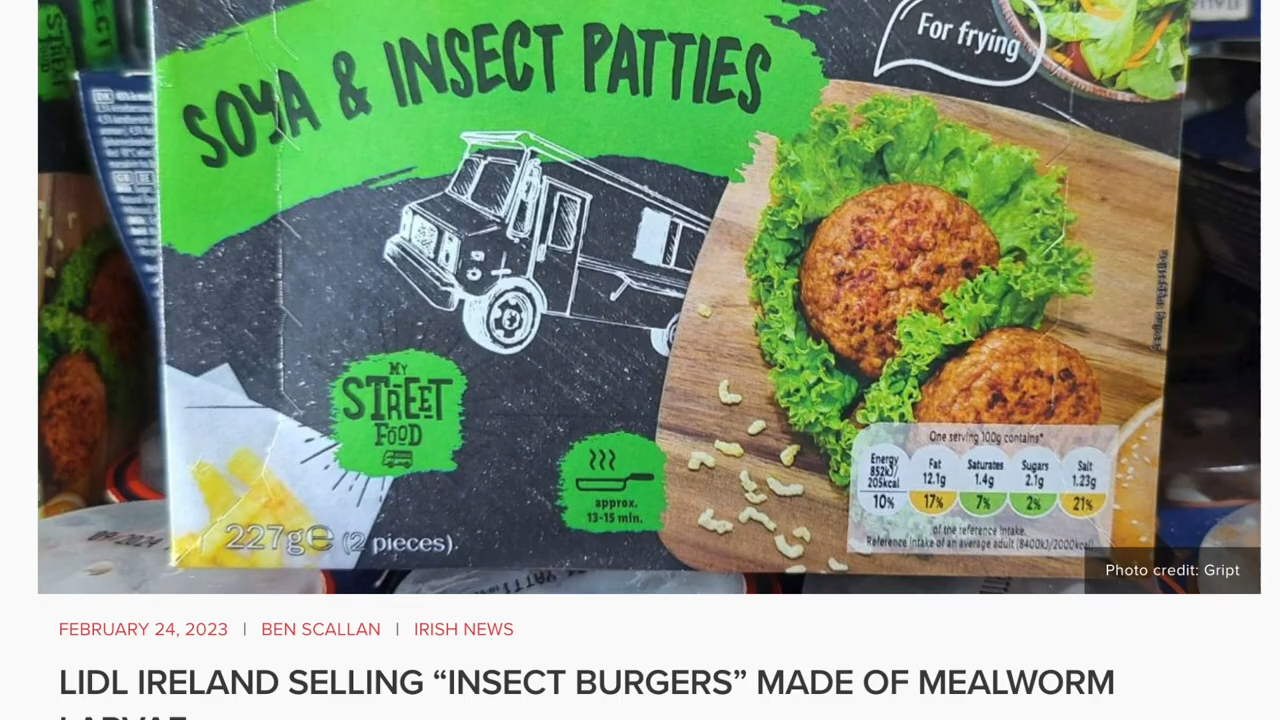 SOYA & INSECT PATTIES
For frying
MY
STREET
FOOD
approx.
13-15 min.
227g e (2 pieces).
One serving 100g contains*
Energy
852kJ/
205kcal
10%
Fat
12.1g
17%
Saturates
1.4g
7%
Sugars
2.1g
2%
Salt
1.23g
21%
of the reference intake.
Reference intake of an average adult (8400kJ/2000kcal)
Photo credit: Gript
FEBRUARY 24, 2023 | BEN SCALLAN | IRISH NEWS
LIDL IRELAND SELLING “INSECT BURGERS” MADE OF MEALWORM